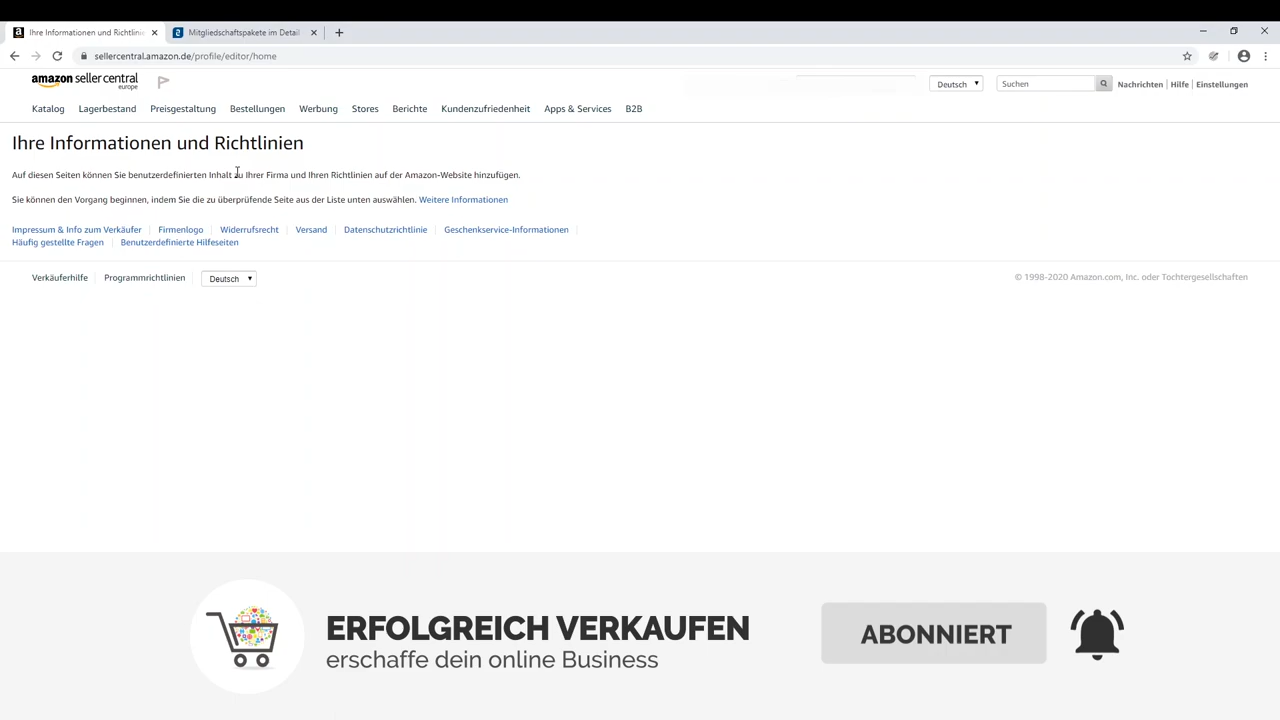 Ihre Informationen und Richtlini
Mitgliedschaftspakete im Detail
sellercentral.amazon.de/profile/editor/home
amazon seller central
europe
Deutsch
Suchen
Nachrichten | Hilfe | Einstellungen
Katalog Lagerbestand Preisgestaltung Bestellungen Werbung Stores Berichte Kundenzufriedenheit Apps & Services B2B
Ihre Informationen und Richtlinien
Auf diesen Seiten können Sie benutzerdefinierten Inhalt zu Ihrer Firma und Ihren Richtlinien auf der Amazon-Website hinzufügen.
Sie können den Vorgang beginnen, indem Sie die zu überprüfende Seite aus der Liste unten auswählen. Weitere Informationen
Impressum & Info zum Verkäufer | Firmenlogo | Widerrufsrecht | Versand | Datenschutzrichtlinie | Geschenkservice-Informationen |
Häufig gestellte Fragen | Benutzerdefinierte Hilfeseiten
Verkäuferhilfe | Programmrichtlinien | Deutsch
© 1998-2020 Amazon.com, Inc. oder Tochtergesellschaften
ERFOLGREICH VERKAUFEN
erschaffe dein online Business
ABONNIERT